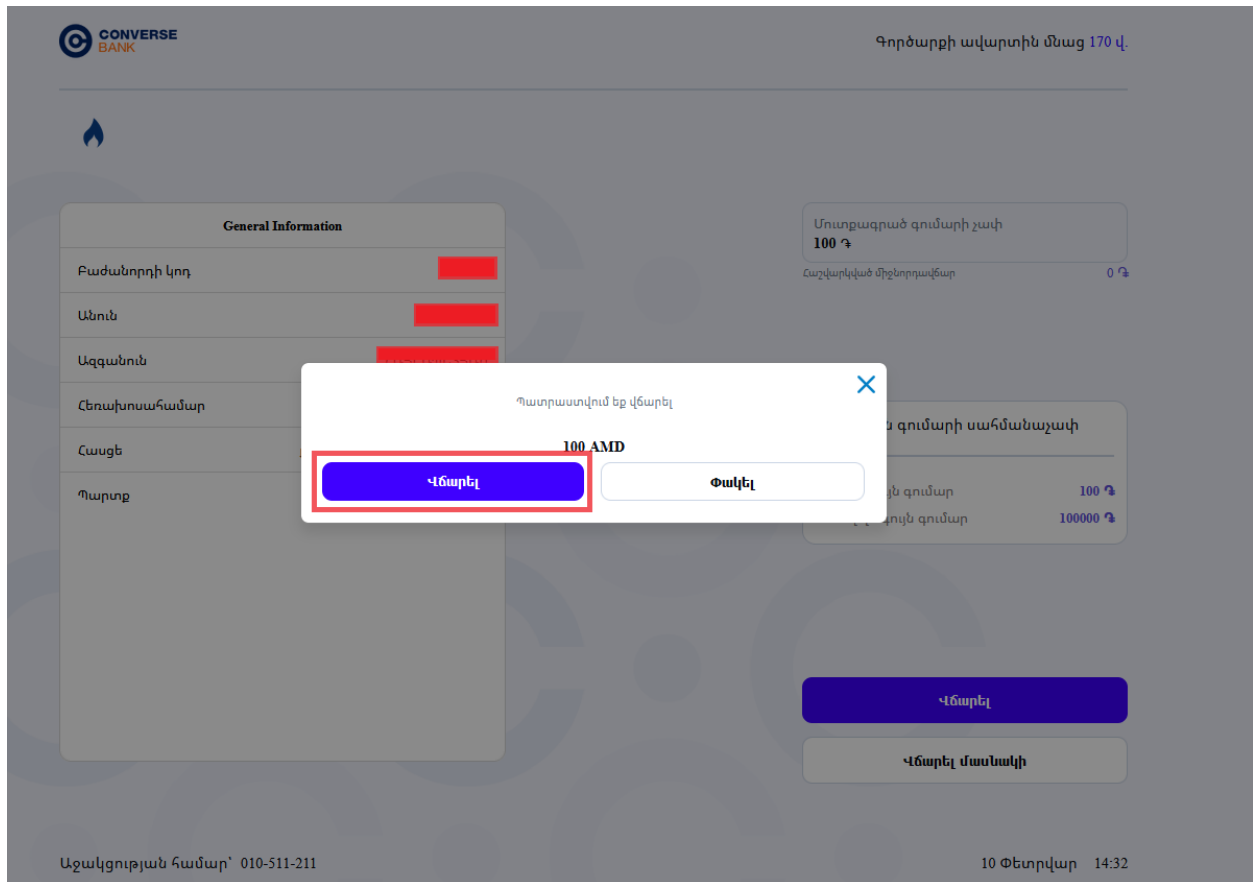 CONVERSE
BANK
Գործարքի ավարտին մնաց 170 վ.
General Information
Բաժանորդի կոդ
Անուն
Ազգանուն
Հեռախոսահամար
Հասցե
Պարտք
Մուտքագրած գումարի չափ
100 ֏
Հաշվարկված միջնորդավճար 0 ֏
Պատրաստվում եք վճարել
100 AMD
Վճարել
Փակել
գումարի սահմանաչափ
գումար 100 ֏
գումար 100000 ֏
Վճարել
Վճարել մասնակի
Աջակցության համար՝ 010-511-211
10 Փետրվար 14:32